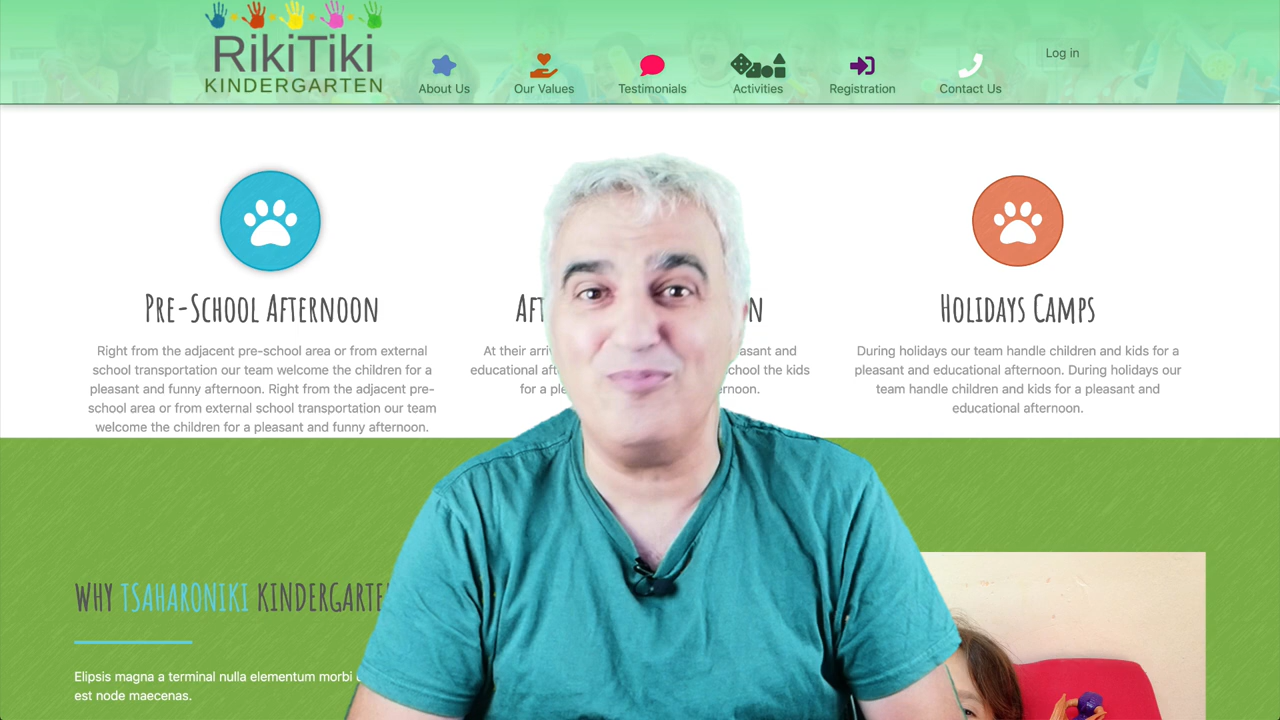 RikiTiki
KINDERGARTEN
About Us
Our Values
Testimonials
Activities
Registration
Contact Us
Log in
Pre-School Afternoon
Right from the adjacent pre-school area or from external
school transportation our team welcome the children for a
pleasant and funny afternoon. Right from the adjacent pre-
school area or from external school transportation our team
welcome the children for a pleasant and funny afternoon.
At their
educational
asant and
school the kids
for a
Holidays Camps
During holidays our team handle children and kids for a
pleasant and educational afternoon. During holidays our
team handle children and kids for a pleasant and
educational afternoon.
WHY TSAHARONIKI KINDERGARTE
Elipsis magna a terminal nulla elementum morbi
est node maecenas.